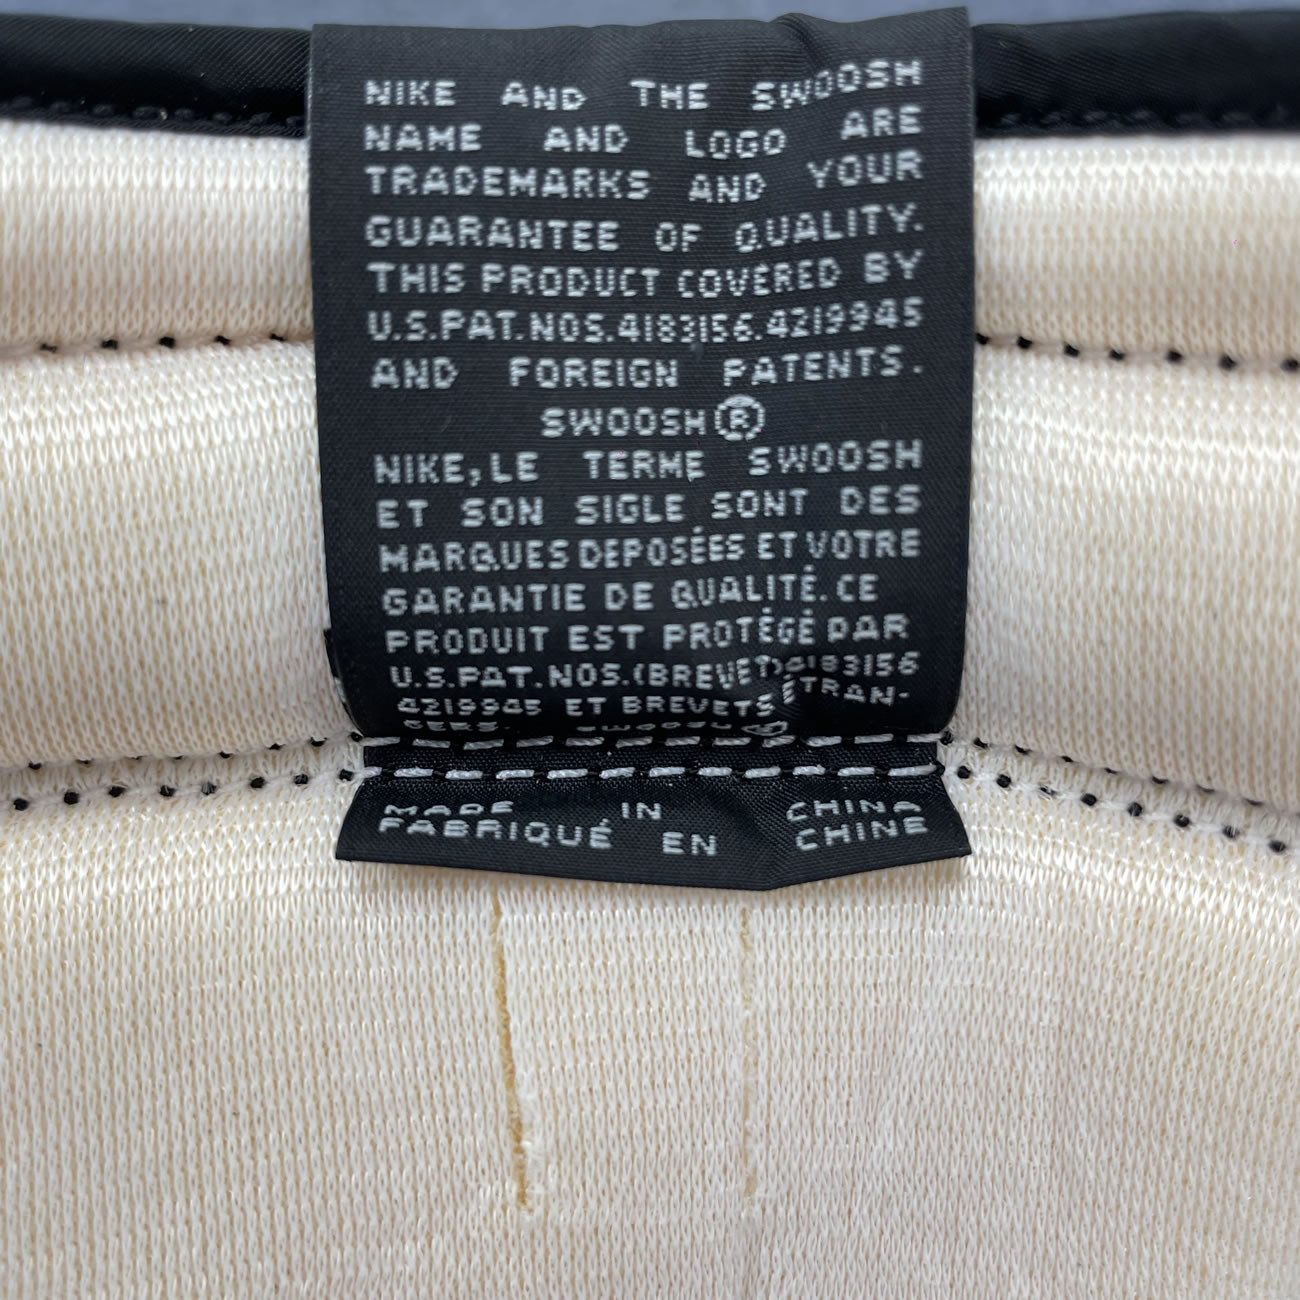 NIKE AND THE SWOOSH
NAME AND LOGO ARE
TRADEMARKS AND YOUR
GUARANTEE OF QUALITY.
THIS PRODUCT COVERED BY
U.S.PAT.NOS.4183156.4219945
AND FOREIGN PATENTS.
SWOOSH®
NIKE,LE TERME SWOOSH
ET SON SIGLE SONT DES
MARQUES DEPOSÉES ET VOTRE
GARANTIE DE QUALITÉ. CE
PRODUIT EST PROTÉGÉ PAR
U.S.PAT.NOS.(BREVET)4183156
4219945 ET BREVETS ÉTRAN-
GERS. SWOOSH®
MADE IN CHINA
FABRIQUÉ EN CHINE